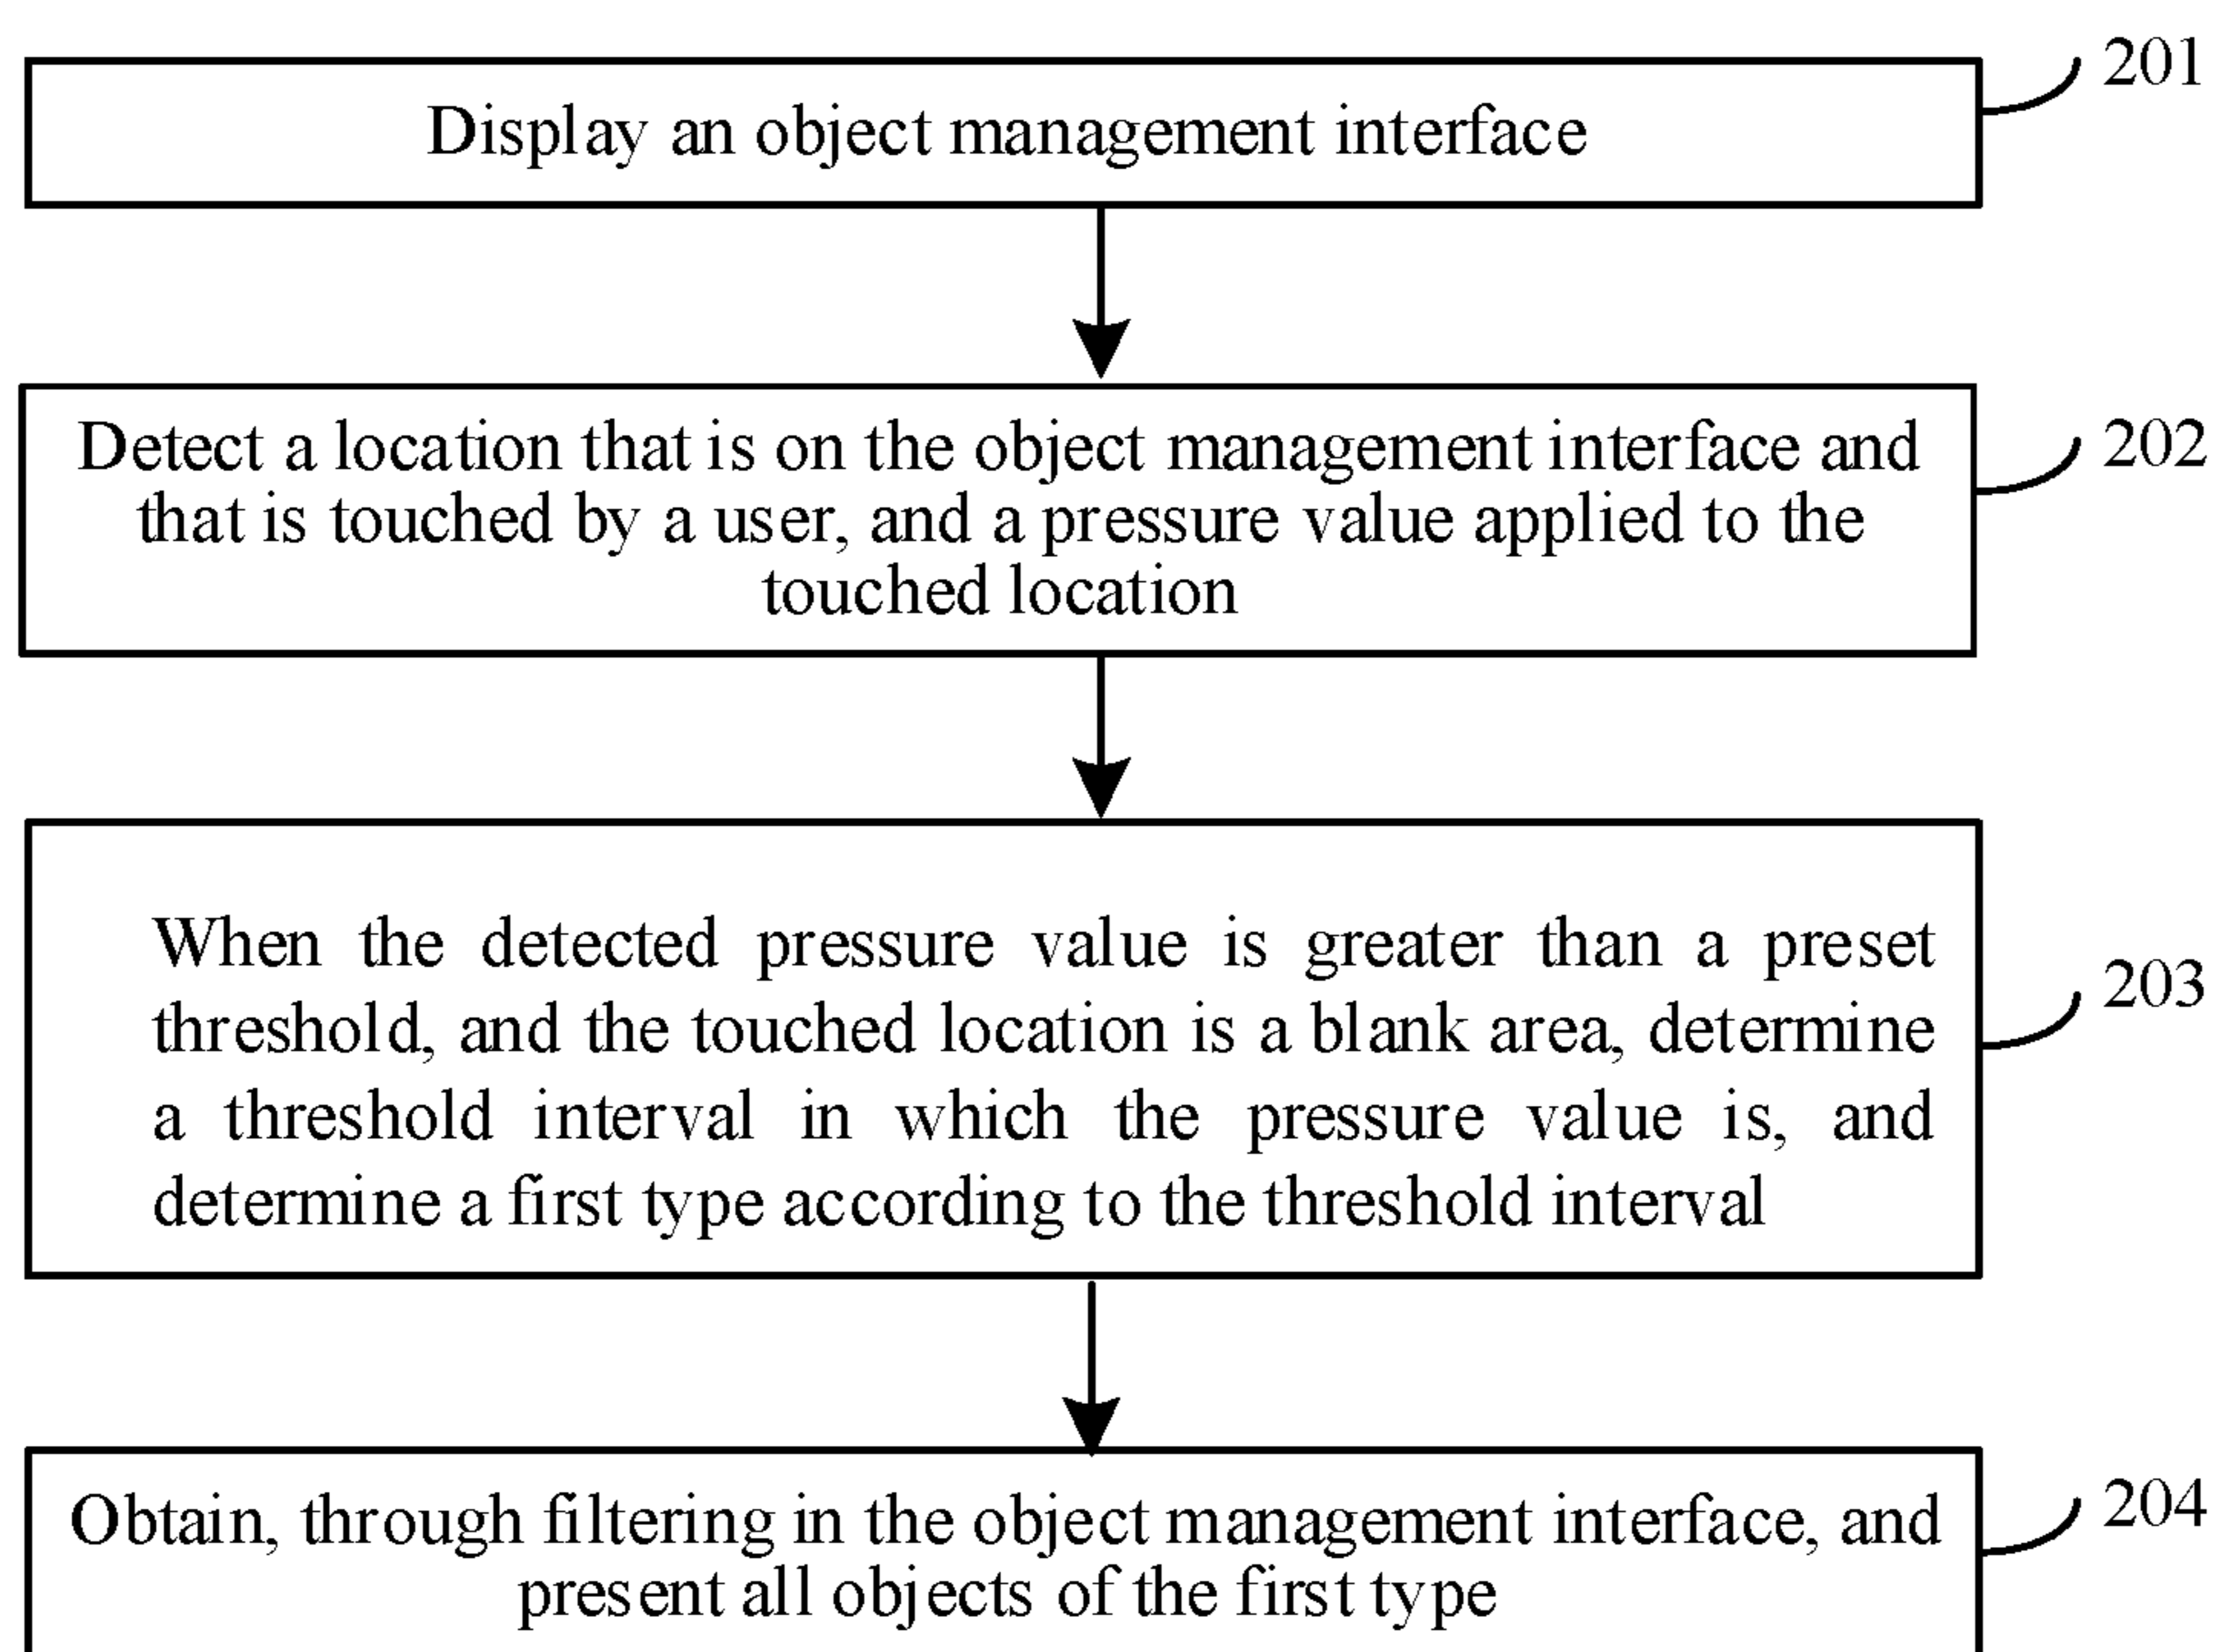 201
Display an object management interface
202
Detect a location that is on the object management interface and
that is touched by a user, and a pressure value applied to the
touched location
When the detected pressure value is greater than a preset
203
threshold, and the touched location is a blank area, determine
a threshold interval in which the pressure value is, and
determine a first type according to the threshold interval
204
Obtain, through filtering in the object management interface, and
present all objects of the first type